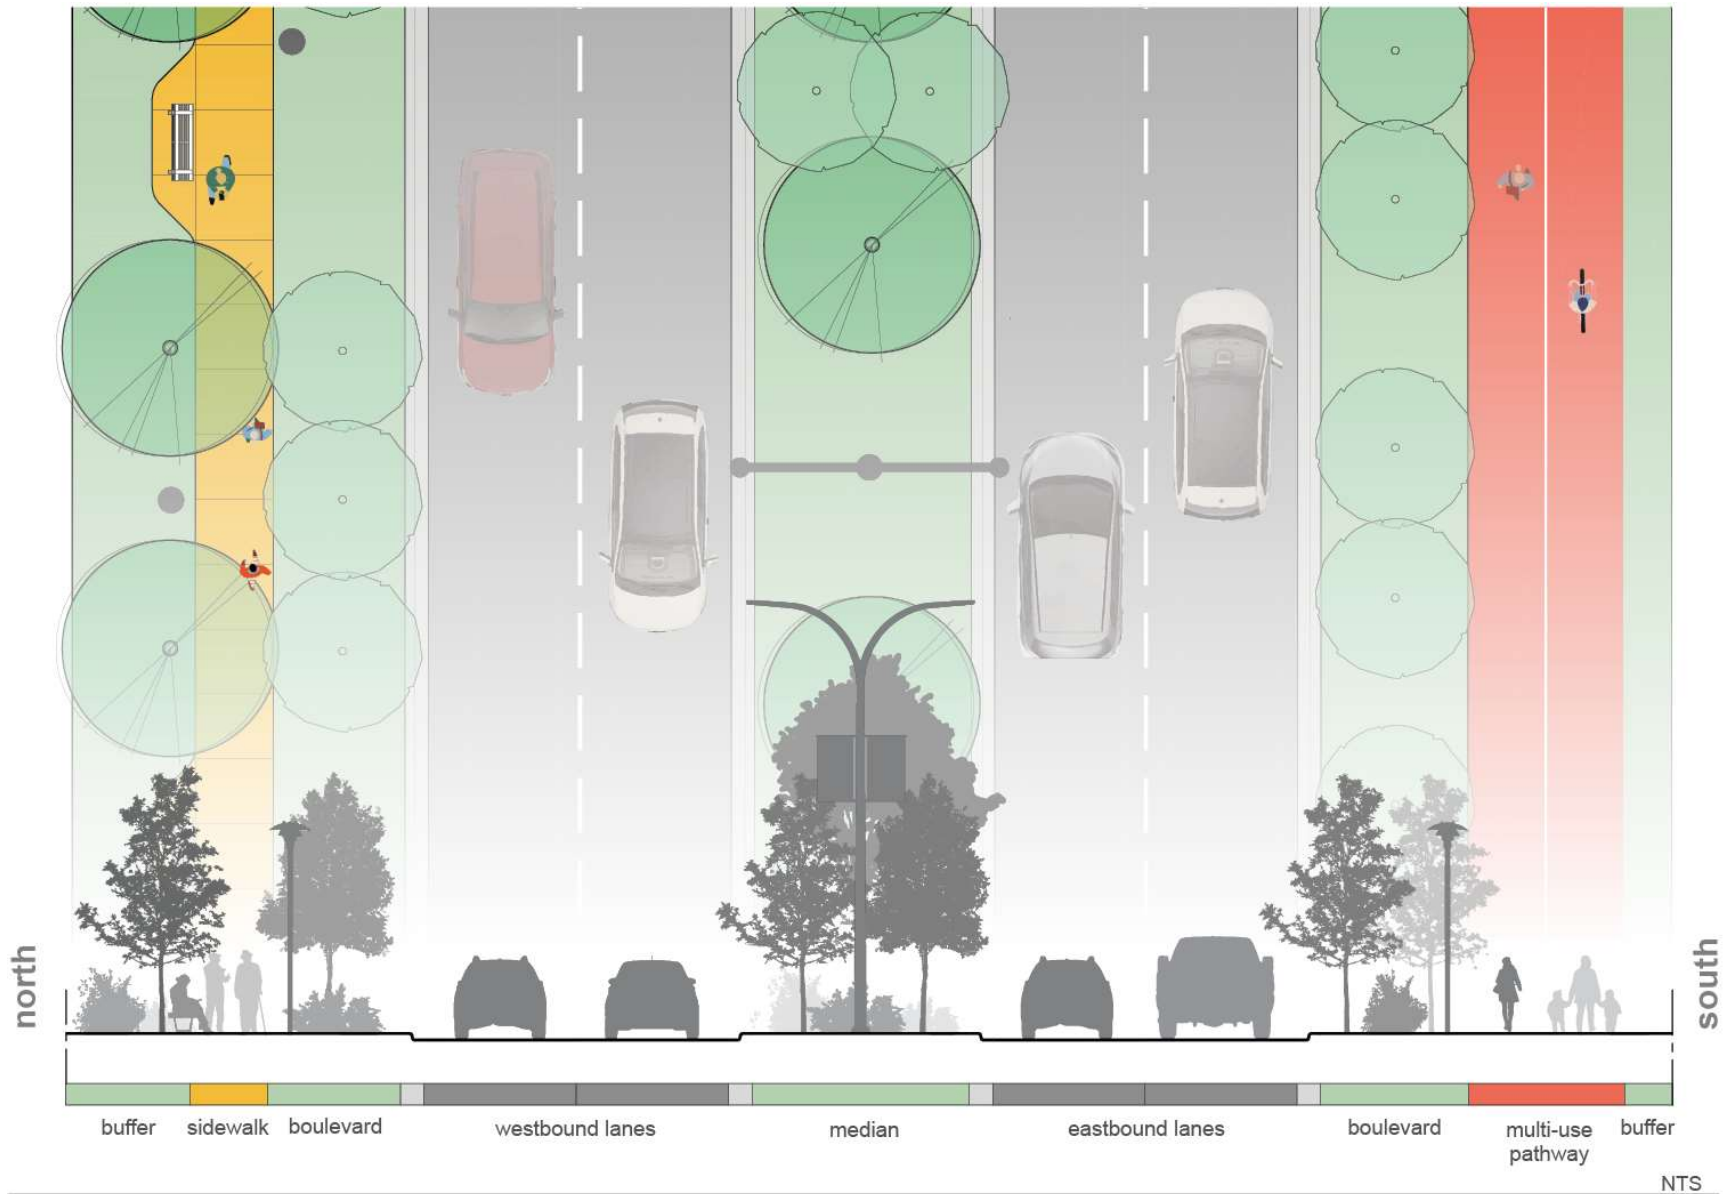 north
south
buffer
sidewalk
boulevard
westbound lanes
median
eastbound lanes
boulevard
multi-use
pathway
buffer
NTS